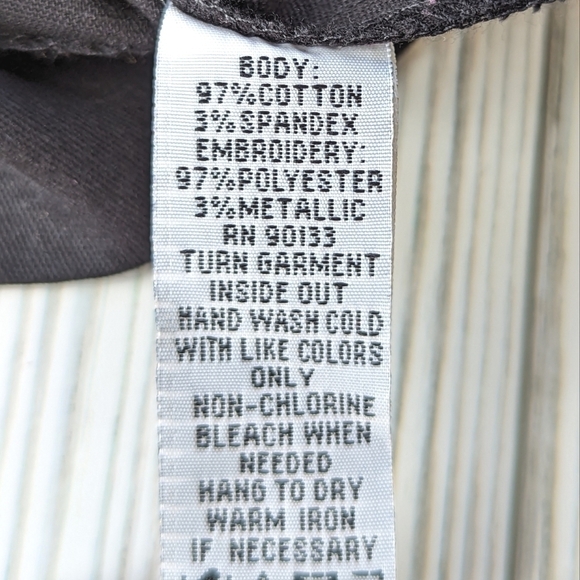 BODY:
97%COTTON
3%SPANDEX
EMBROIDERY:
97%POLYESTER
3%METALLIC
RN 90133
TURN GARMENT
INSIDE OUT
HAND WASH COLD
WITH LIKE COLORS
ONLY
NON-CHLORINE
BLEACH WHEN
NEEDED
HANG TO DRY
WARM IRON
IF NECESSARY